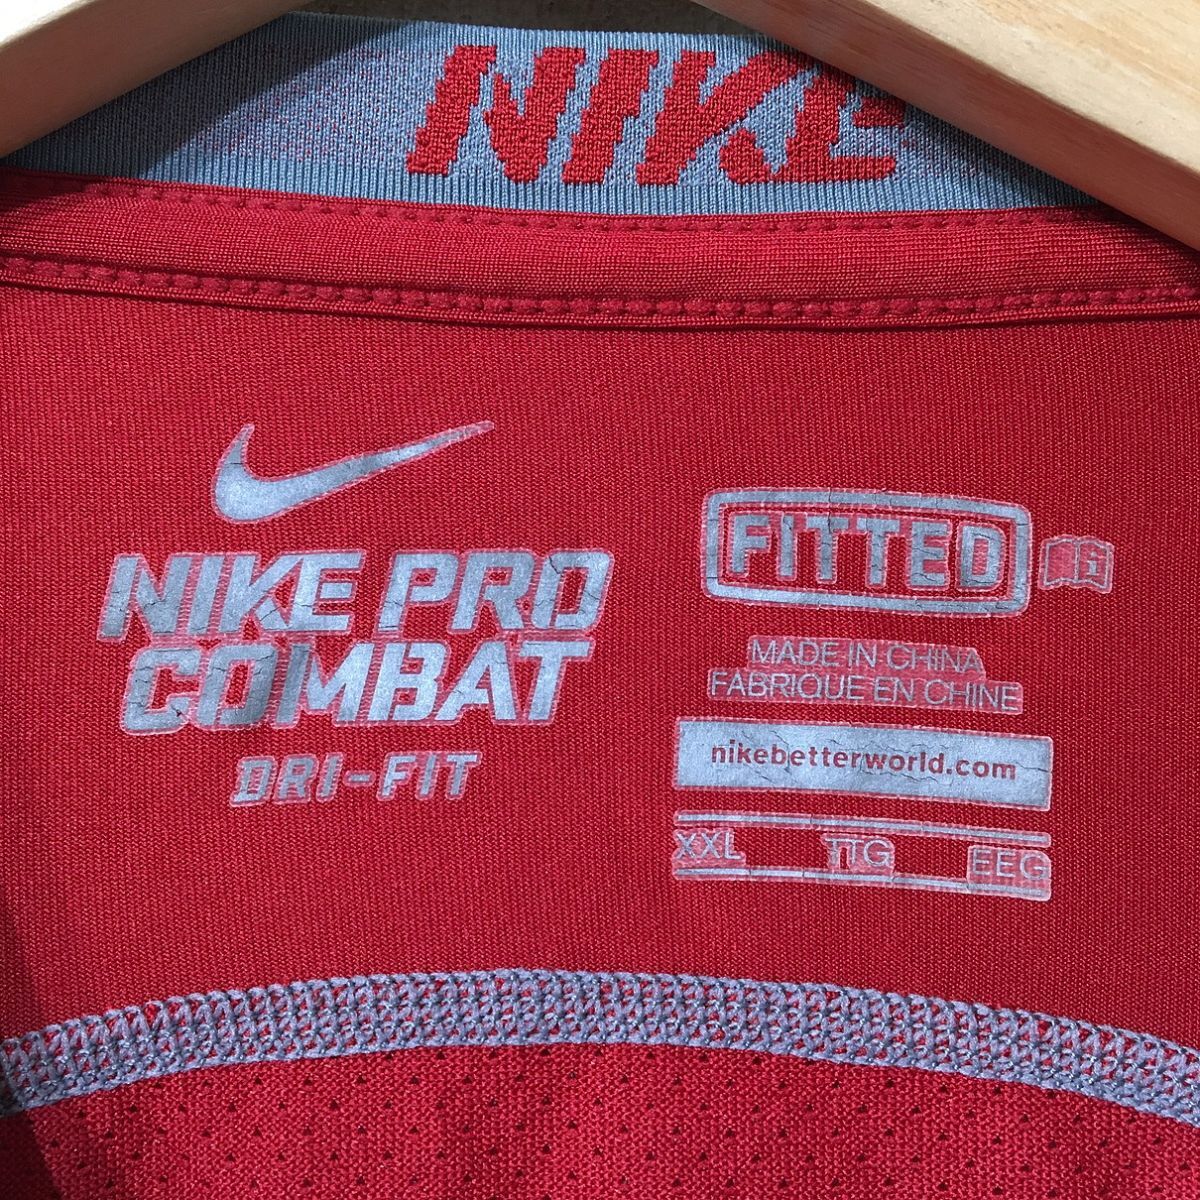 NIKE
NIKE PRO
COMBAT
DRI-FIT
FITTED
MADE IN CHINA
FABRIQUE EN CHINE
nikebetterworld.com
XXL TTG EEG